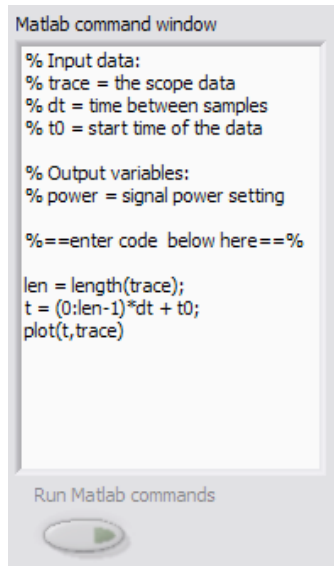 Matlab command window
% Input data:
% trace = the scope data
% dt = time between samples
% t0 = start time of the data
% Output variables:
% power = signal power setting
%==enter code below here==%
len = length(trace);
t = (0:len-1)*dt + t0;
plot(t,trace)
Run Matlab commands